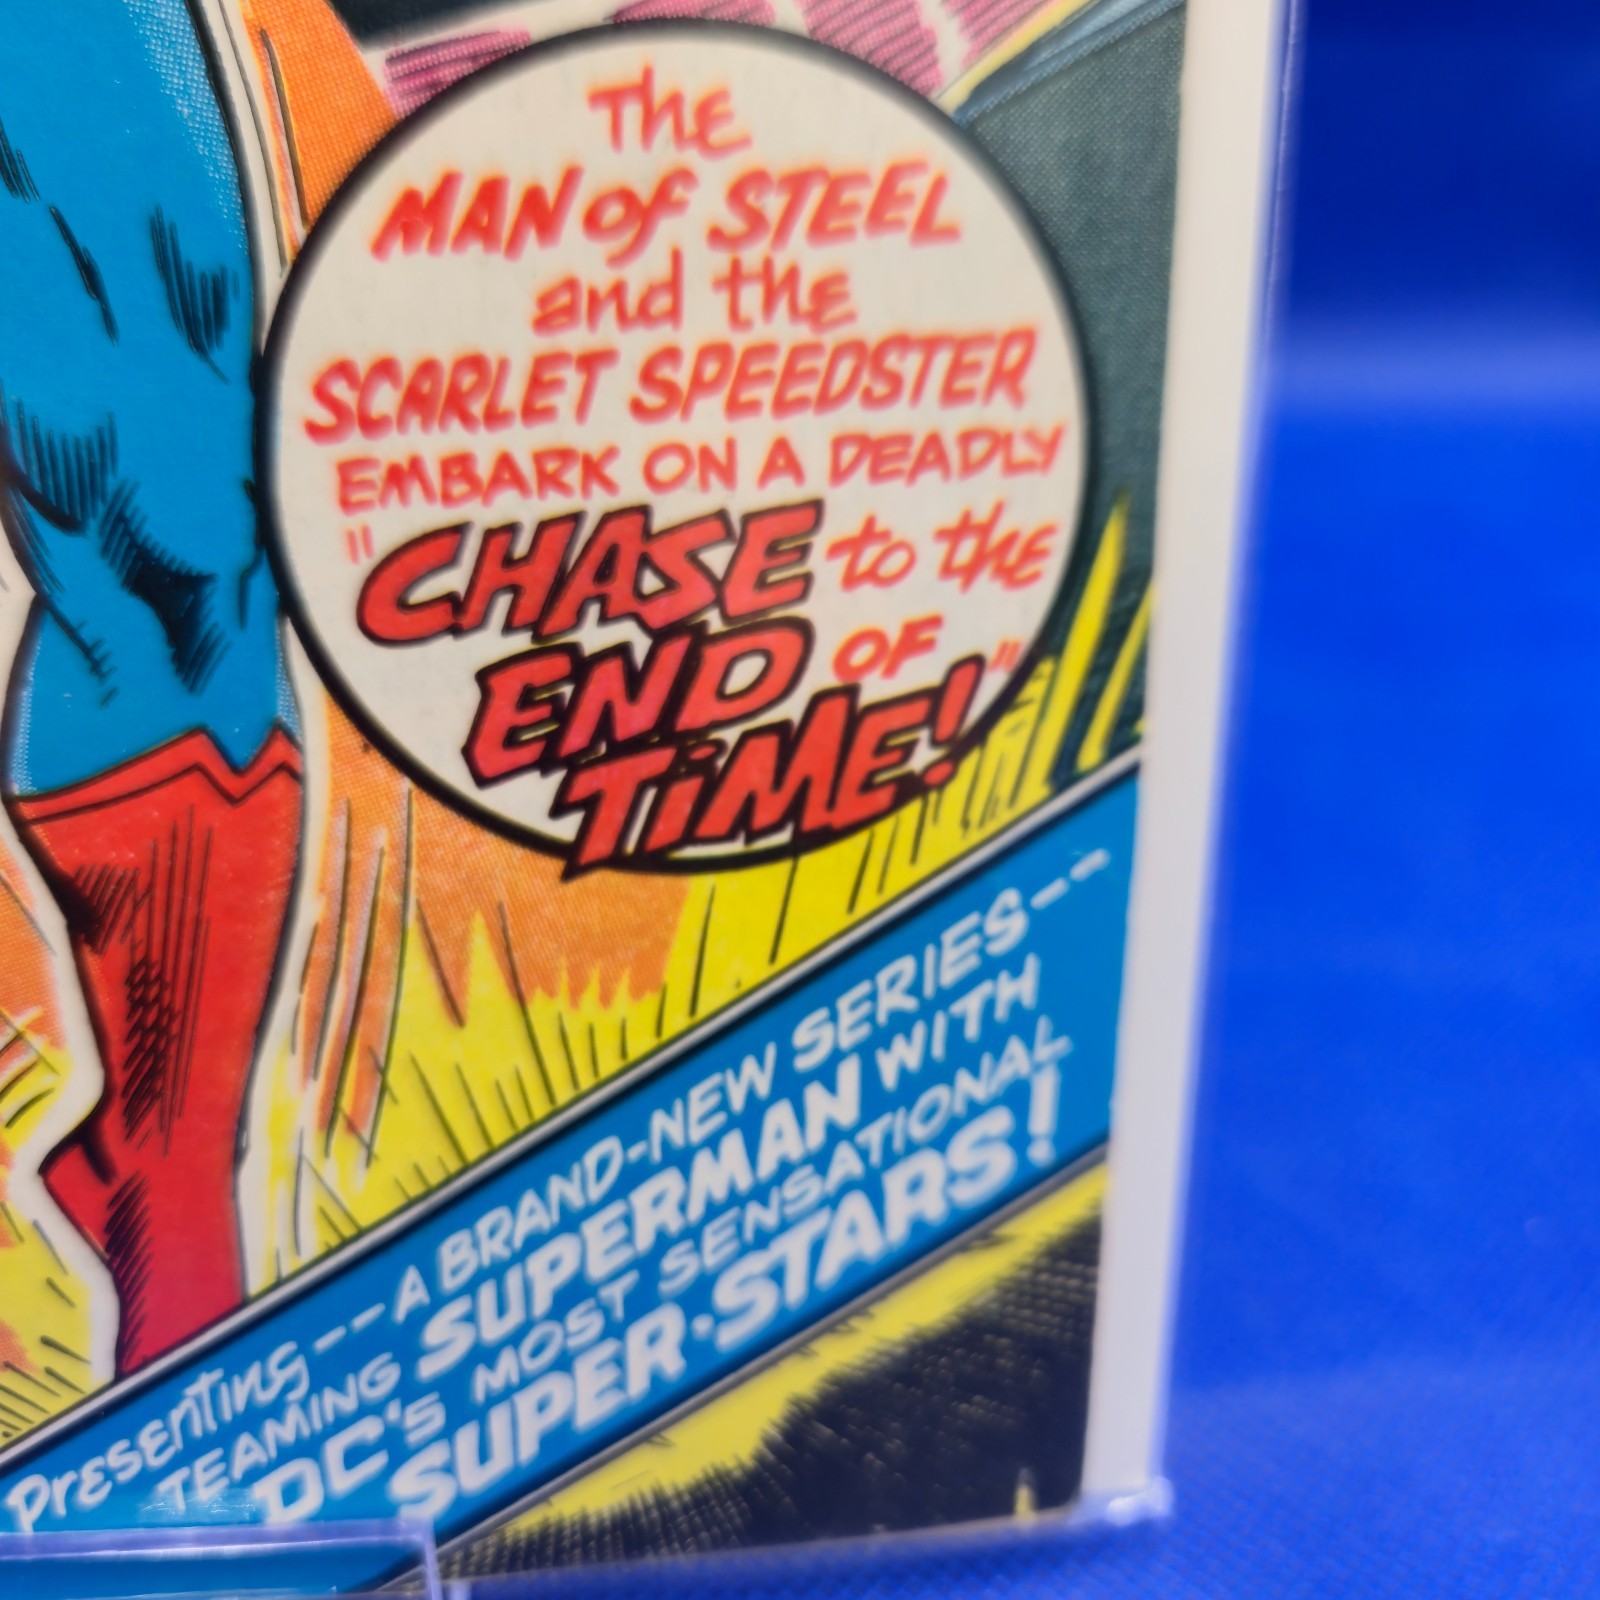 The
MAN of STEEL
and the
SCARLET SPEEDSTER
EMBARK ON A DEADLY
"CHASE to the
END OF
TiME!"
Presenting--A BRAND-NEW SERIES--
TEAMING SUPERMAN WITH
DC's MOST SENSATIONAL
SUPER·STARS!